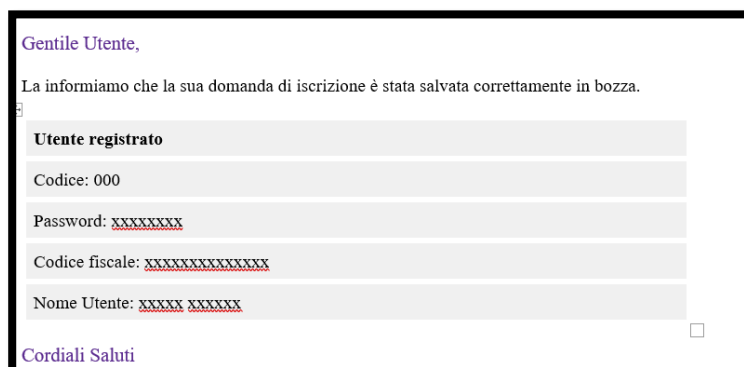 Gentile Utente,
La informiamo che la sua domanda di iscrizione è stata salvata correttamente in bozza.
Utente registrato
Codice: 000
Password: xxxxxxxx
Codice fiscale: xxxxxxxxxxxxxx
Nome Utente: xxxxx xxxxxx
Cordiali Saluti